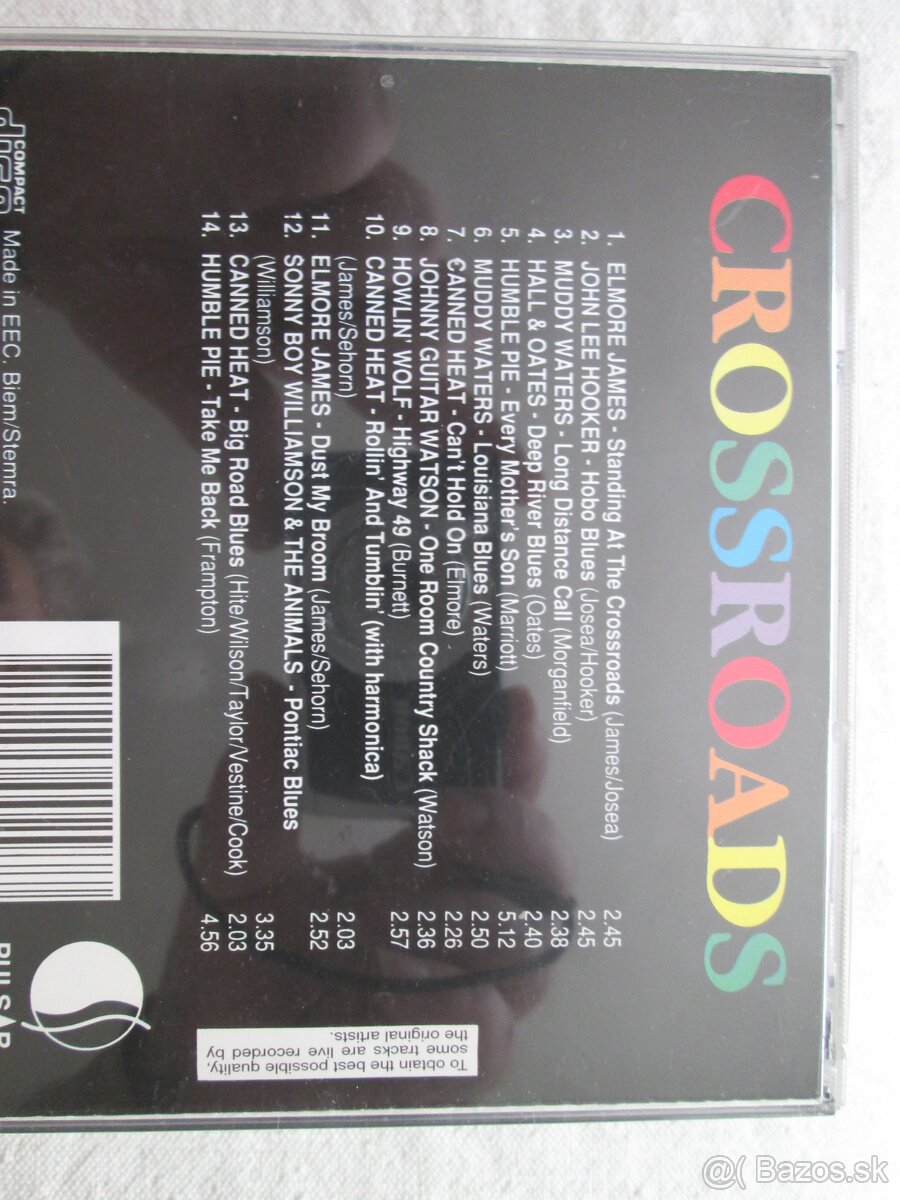 CROSSROADS
1. ELMORE JAMES - Standing At The Crossroads (James/Josea) 2.45
2. JOHN LEE HOOKER - Hobo Blues (Josea/Hooker) 2.45
3. MUDDY WATERS - Long Distance Call (Morganfield) 2.38
4. HALL & OATES - Deep River Blues (Oates) 2.40
5. HUMBLE PIE - Every Mother's Son (Marriott) 5.12
6. MUDDY WATERS - Louisiana Blues (Waters) 2.50
7. CANNED HEAT - Can't Hold On (Elmore) 2.26
8. JOHNNY GUITAR WATSON - One Room Country Shack (Watson) 2.36
9. HOWLIN' WOLF - Highway 49 (Burnett) 2.57
10. CANNED HEAT - Rollin' And Tumblin' (with harmonica)
(James/Sehorn) 2.03
11. ELMORE JAMES - Dust My Broom (James/Sehorn) 2.52
12. SONNY BOY WILLIAMSON & THE ANIMALS - Pontiac Blues
(Williamson) 3.35
13. CANNED HEAT - Big Road Blues (Hite/Wilson/Taylor/Vestine/Cook) 2.03
14. HUMBLE PIE - Take Me Back (Frampton) 4.56
To obtain the best possible quality,
some tracks are live recorded by
the original artists.
COMPACT
disc
Made in EEC. Biem/Stemra.
PULSAR
@( Bazos.sk